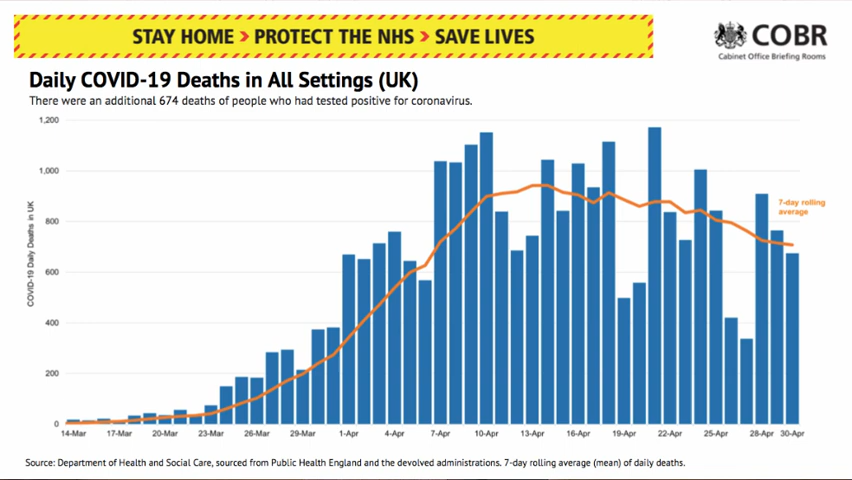 STAY HOME > PROTECT THE NHS > SAVE LIVES
COBR
Cabinet Office Briefing Rooms
Daily COVID-19 Deaths in All Settings (UK)
There were an additional 674 deaths of people who had tested positive for coronavirus.
COVID-19 Daily Deaths in UK
1,200
1,000
800
600
400
200
0
7-day rolling
average
14-Mar 17-Mar 20-Mar 23-Mar 26-Mar 29-Mar 1-Apr 4-Apr 7-Apr 10-Apr 13-Apr 16-Apr 19-Apr 22-Apr 25-Apr 28-Apr 30-Apr
Source: Department of Health and Social Care, sourced from Public Health England and the devolved administrations. 7-day rolling average (mean) of daily deaths.